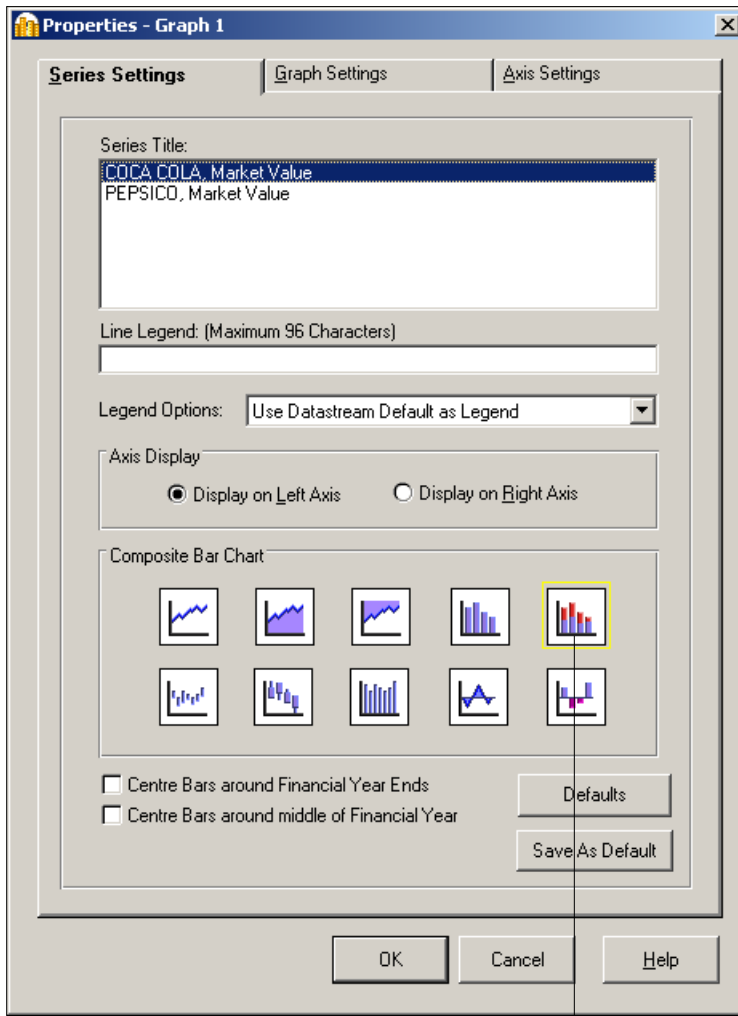 Properties - Graph 1
Series Settings
Graph Settings
Axis Settings
Series Title:
COCA COLA, Market Value
PEPSICO, Market Value
Line Legend: (Maximum 96 Characters)
Legend Options:
Use Datastream Default as Legend
Axis Display
Display on Left Axis
Display on Right Axis
Composite Bar Chart
Centre Bars around Financial Year Ends
Centre Bars around middle of Financial Year
Defaults
Save As Default
OK
Cancel
Help